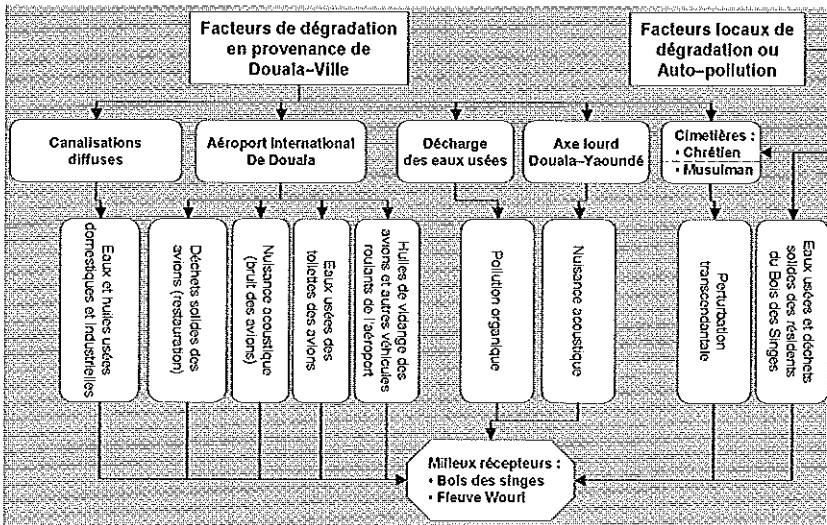 Facteurs de dégradation
en provenance de
Douala–Ville
Facteurs locaux de
dégradation ou
Auto–pollution
Canalisations
diffuses
Aéroport International
De Douala
Décharge
des eaux usées
Axe lourd
Douala–Yaoundé
Cimetières :
• Chrétien
• Musulman
Eaux et huiles usées
domestiques et industrielles
Déchets solides des
avions (restauration)
Nuisance acoustique
(bruit des avions)
Eaux usées des
toilettes des avions
Huiles de vidange des
avions et autres véhicules
roulants de l'aéroport
Pollution organique
Nuisance acoustique
Perturbation
transcendantale
Eaux usées et déchets
solides des résidents
du Bois des Singes
Milieux récepteurs :
• Bois des singes
• Fleuve Wouri